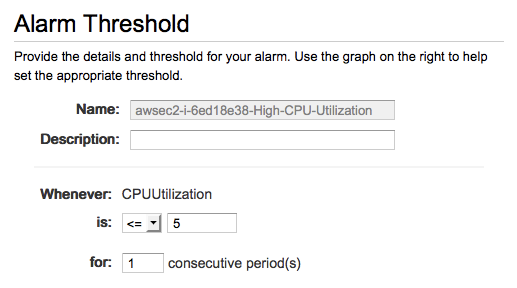 Alarm Threshold
Provide the details and threshold for your alarm. Use the graph on the right to help
set the appropriate threshold.
Name: awsec2-i-6ed18e38-High-CPU-Utilization
Description:
Whenever: CPUUtilization
is: <= 5
for: 1 consecutive period(s)